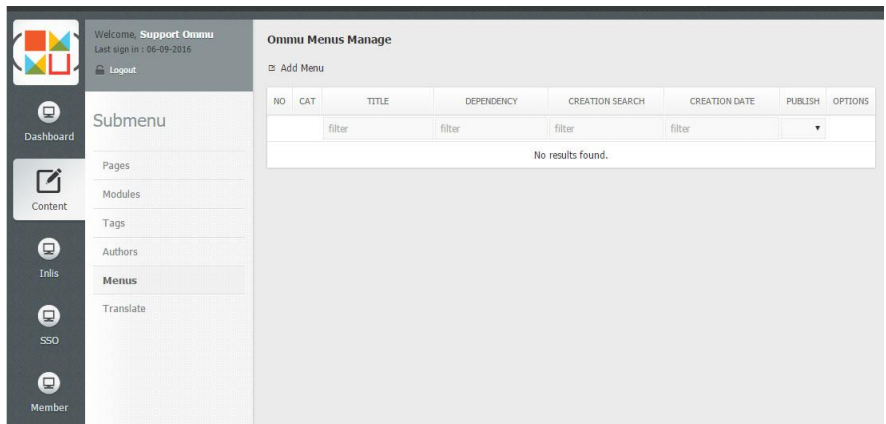 Welcome, Support Ommu
Last sign in : 06-09-2016
Logout
Dashboard
Content
Inlis
SSO
Member
Submenu
Pages
Modules
Tags
Authors
Menus
Translate
Ommu Menus Manage
Add Menu
NO CAT TITLE DEPENDENCY CREATION SEARCH CREATION DATE PUBLISH OPTIONS
filter filter filter filter
No results found.